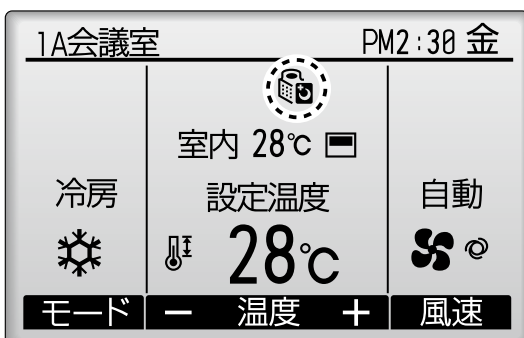 1A会議室 PM2:30 金
室内 28℃
冷房 設定温度 自動
28℃
モード − 温度 + 風速